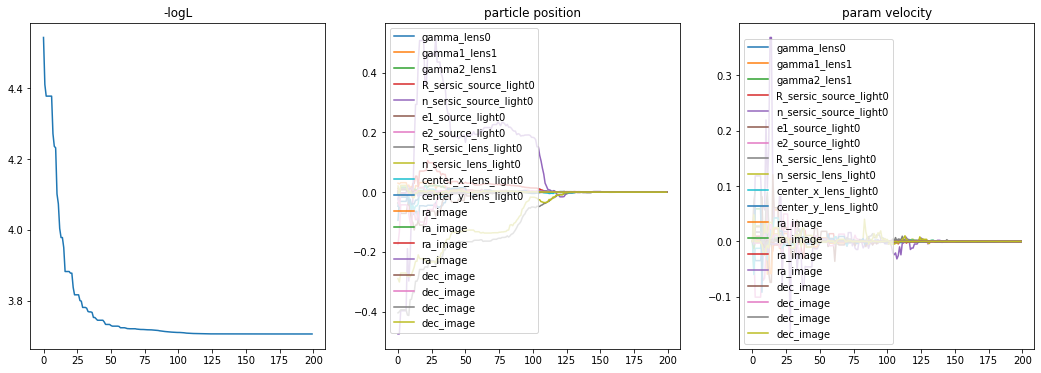 -logL
4.4
4.2
4.0
3.8
0
25
50
75
100
125
150
175
200
particle position
0.4
0.2
0.0
−0.2
−0.4
gamma_lens0
gamma1_lens1
gamma2_lens1
R_sersic_source_light0
n_sersic_source_light0
e1_source_light0
e2_source_light0
R_sersic_lens_light0
n_sersic_lens_light0
center_x_lens_light0
center_y_lens_light0
ra_image
ra_image
ra_image
ra_image
dec_image
dec_image
dec_image
dec_image
0
25
50
75
100
125
150
175
200
param velocity
0.3
0.2
0.1
0.0
−0.1
gamma_lens0
gamma1_lens1
gamma2_lens1
R_sersic_source_light0
n_sersic_source_light0
e1_source_light0
e2_source_light0
R_sersic_lens_light0
n_sersic_lens_light0
center_x_lens_light0
center_y_lens_light0
ra_image
ra_image
ra_image
ra_image
dec_image
dec_image
dec_image
dec_image
0
25
50
75
100
125
150
175
200